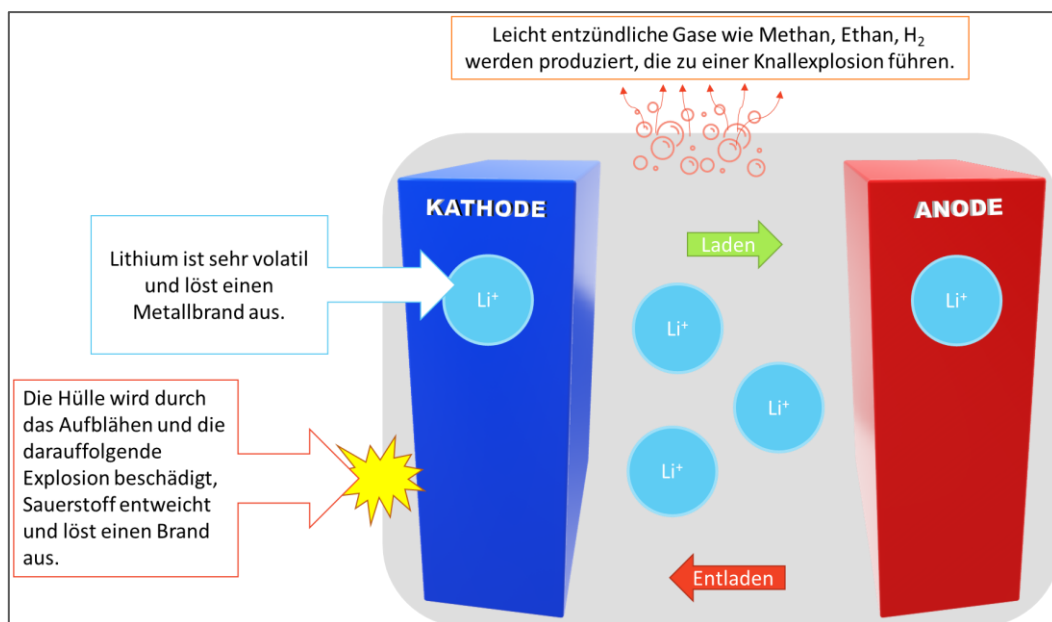 Leicht entzündliche Gase wie Methan, Ethan, H₂
werden produziert, die zu einer Knallexplosion führen.
KATHODE
ANODE
Laden
Lithium ist sehr volatil
und löst einen
Metallbrand aus.
Li⁺
Li⁺
Li⁺
Li⁺
Li⁺
Die Hülle wird durch
das Aufblähen und die
darauffolgende
Explosion beschädigt,
Sauerstoff entweicht
und löst einen Brand
aus.
Entladen